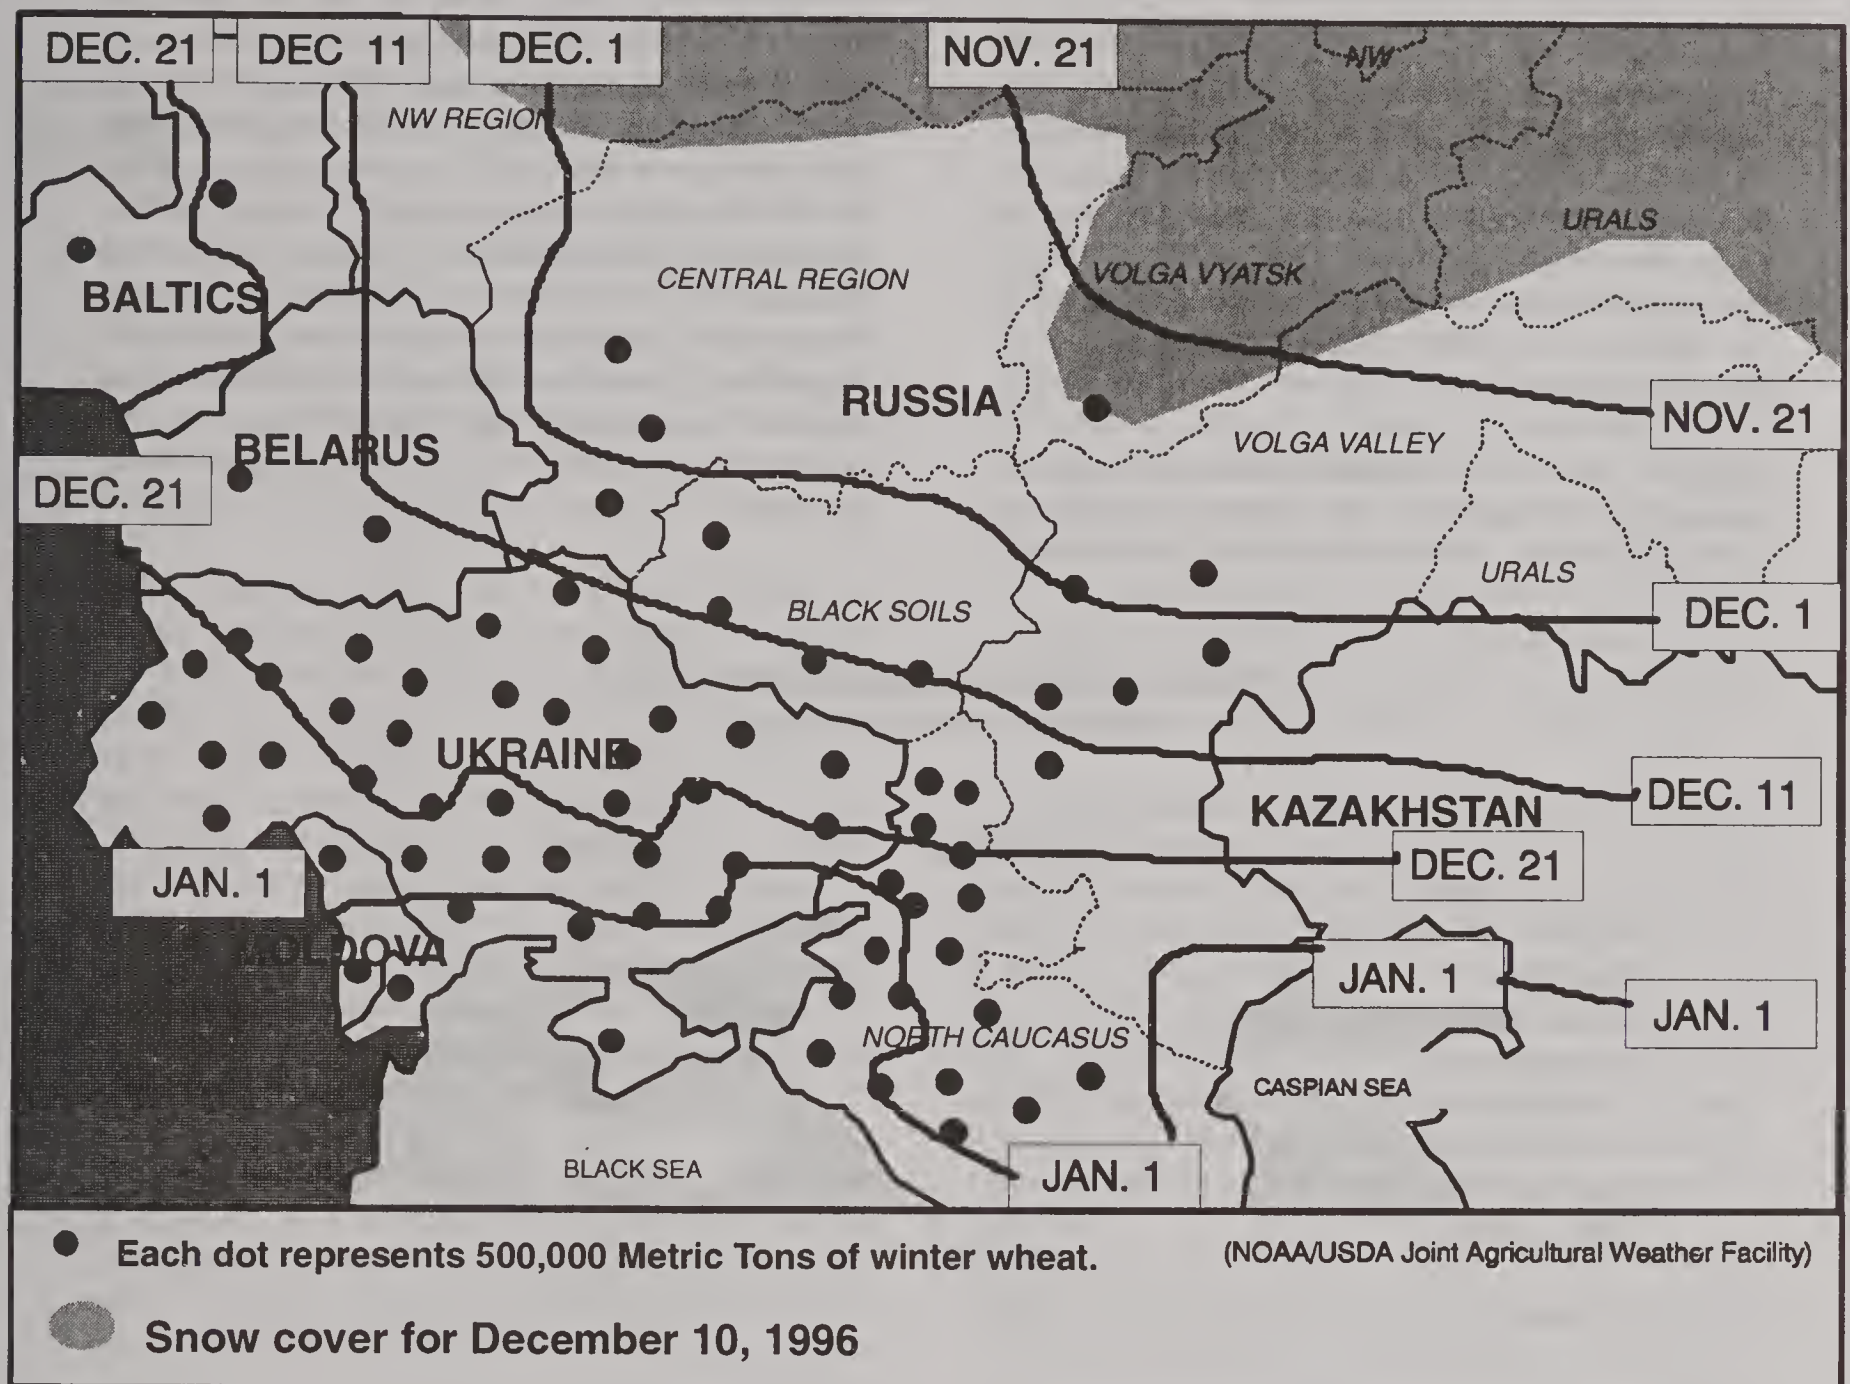 DEC. 21
DEC 11
DEC. 1
NOV. 21
N/W
NW REGION
URALS
CENTRAL REGION
VOLGA VYATSK
BALTICS
RUSSIA
NOV. 21
BELARUS
VOLGA VALLEY
DEC. 21
URALS
BLACK SOILS
DEC. 1
UKRAINE
KAZAKHSTAN
DEC. 11
DEC. 21
JAN. 1
MOLDOVA
JAN. 1
JAN. 1
NORTH CAUCASUS
CASPIAN SEA
BLACK SEA
JAN. 1
Each dot represents 500,000 Metric Tons of winter wheat.
(NOAA/USDA Joint Agricultural Weather Facility)
Snow cover for December 10, 1996